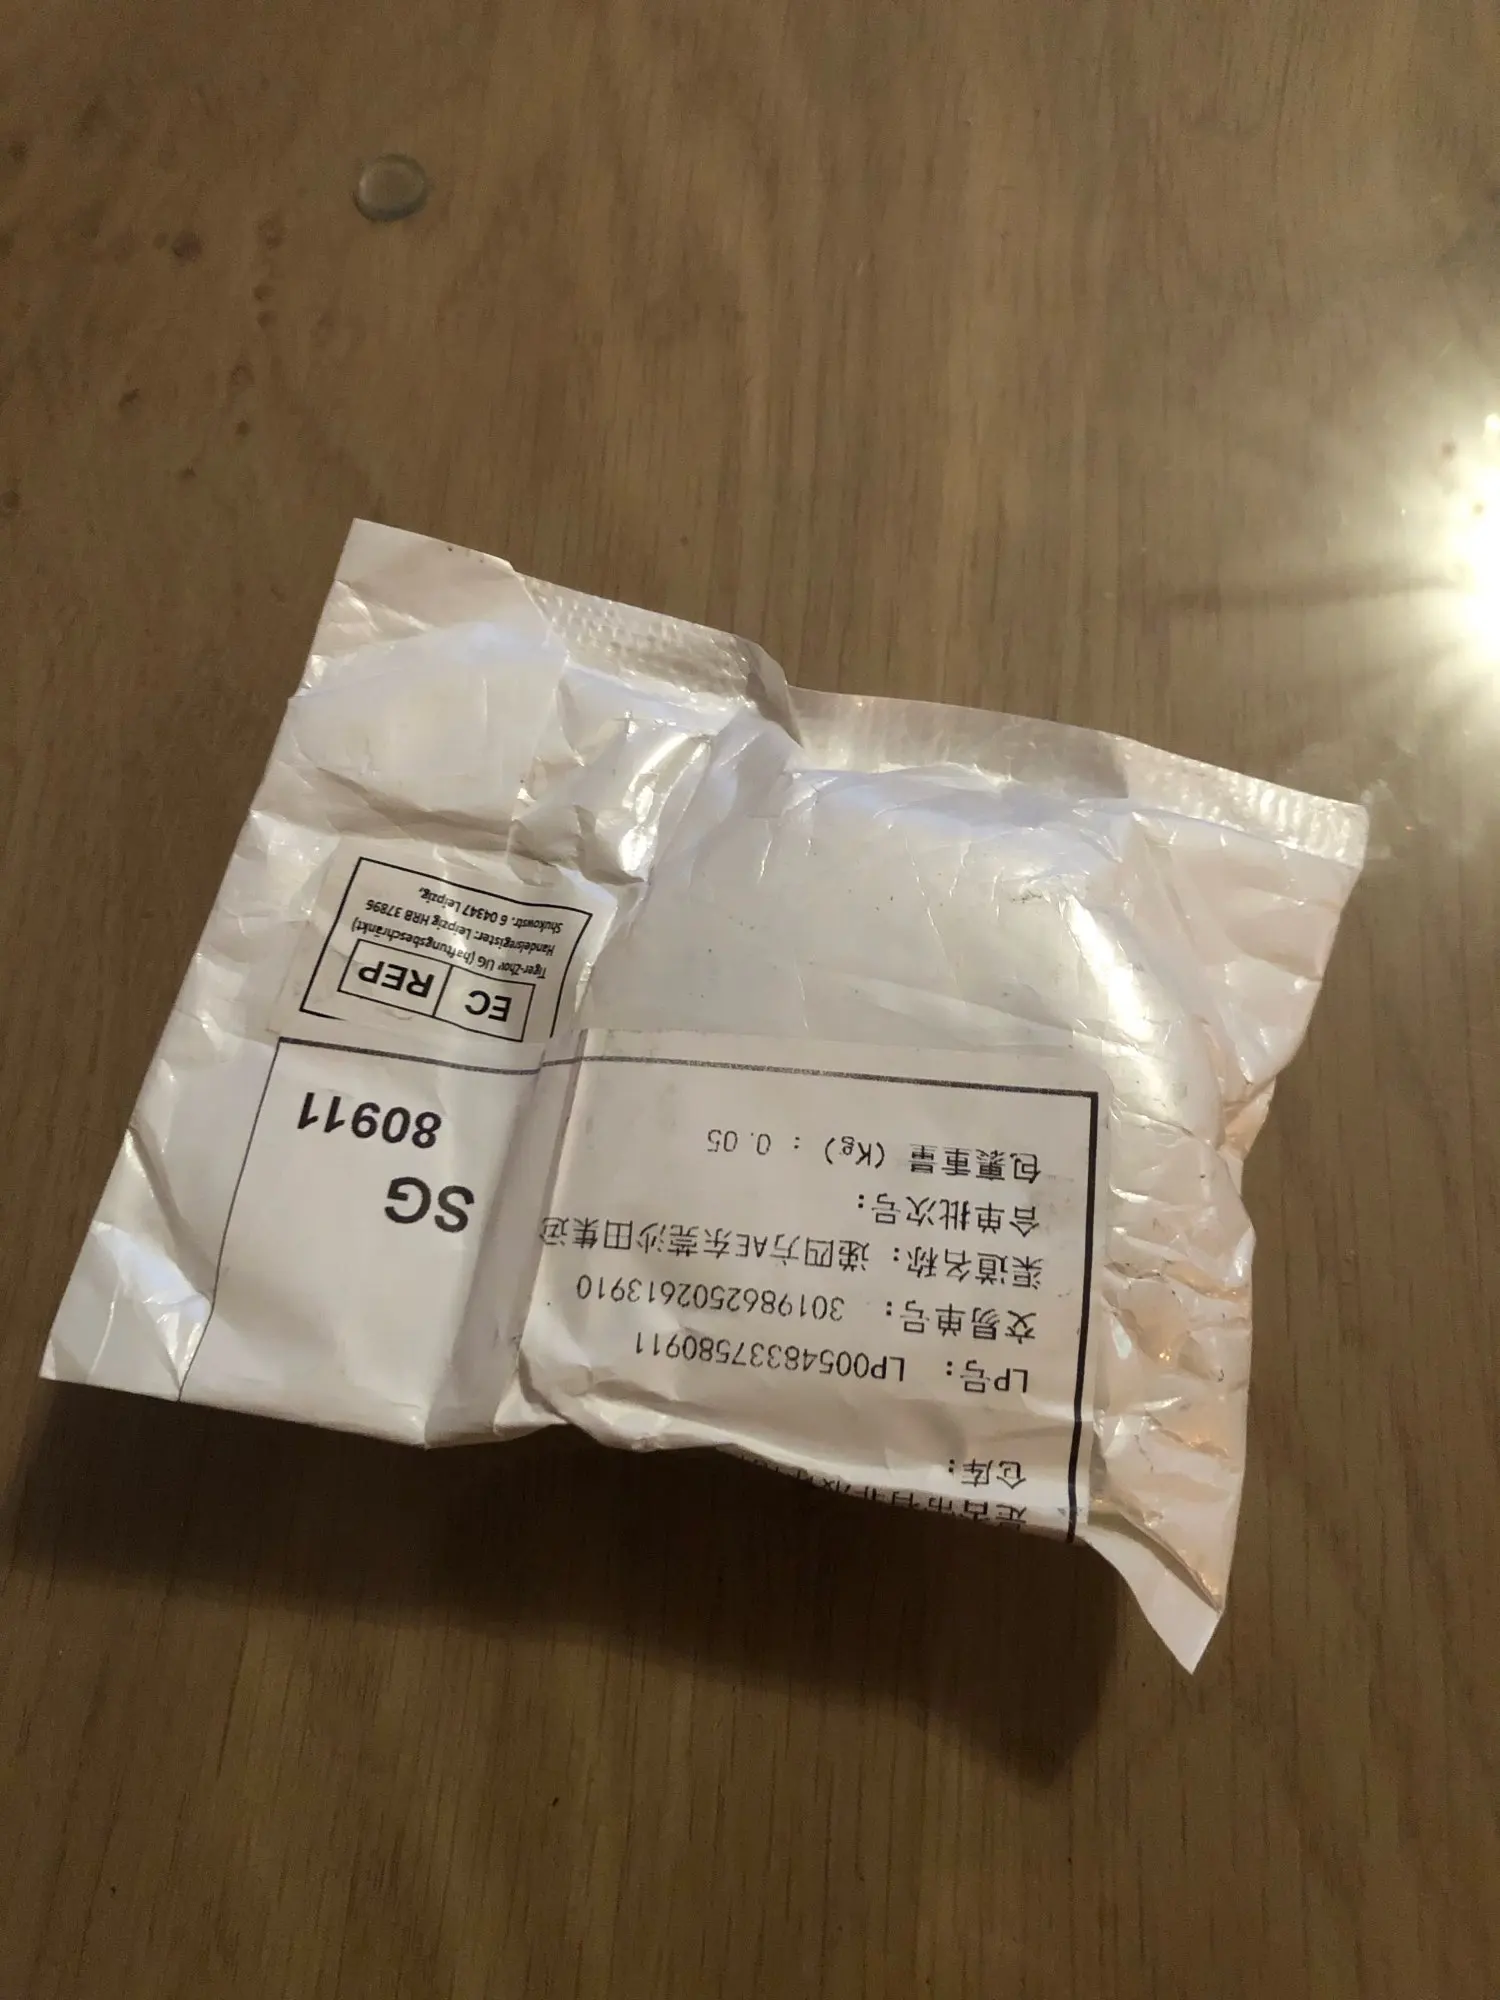 仓库:
LP号: LP00548337580911
交易单号: 3019862502613910
渠道名称: 递四方AE东莞沙田集运
合单批次号:
包裹重量 (Kg) : 0.05
SG
80911
EC REP
Tiger-Zhov UG (haftungsbeschränkt)
Handelsregister: Leipzig HRB 37896
Shukowstr. 6 04347 Leipzig,